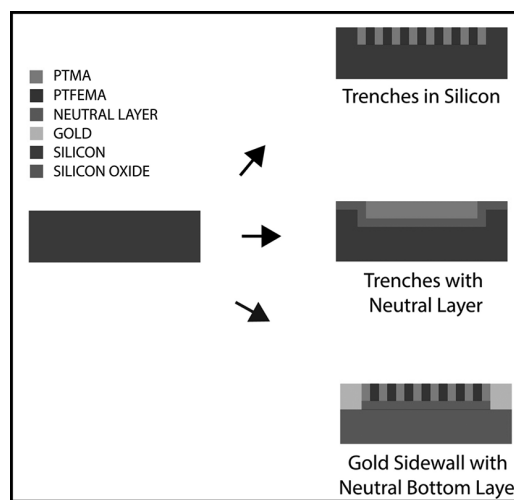 PTMA
PTFEMA
NEUTRAL LAYER
GOLD
SILICON
SILICON OXIDE
Trenches in Silicon
Trenches with
Neutral Layer
Gold Sidewall with
Neutral Bottom Laye